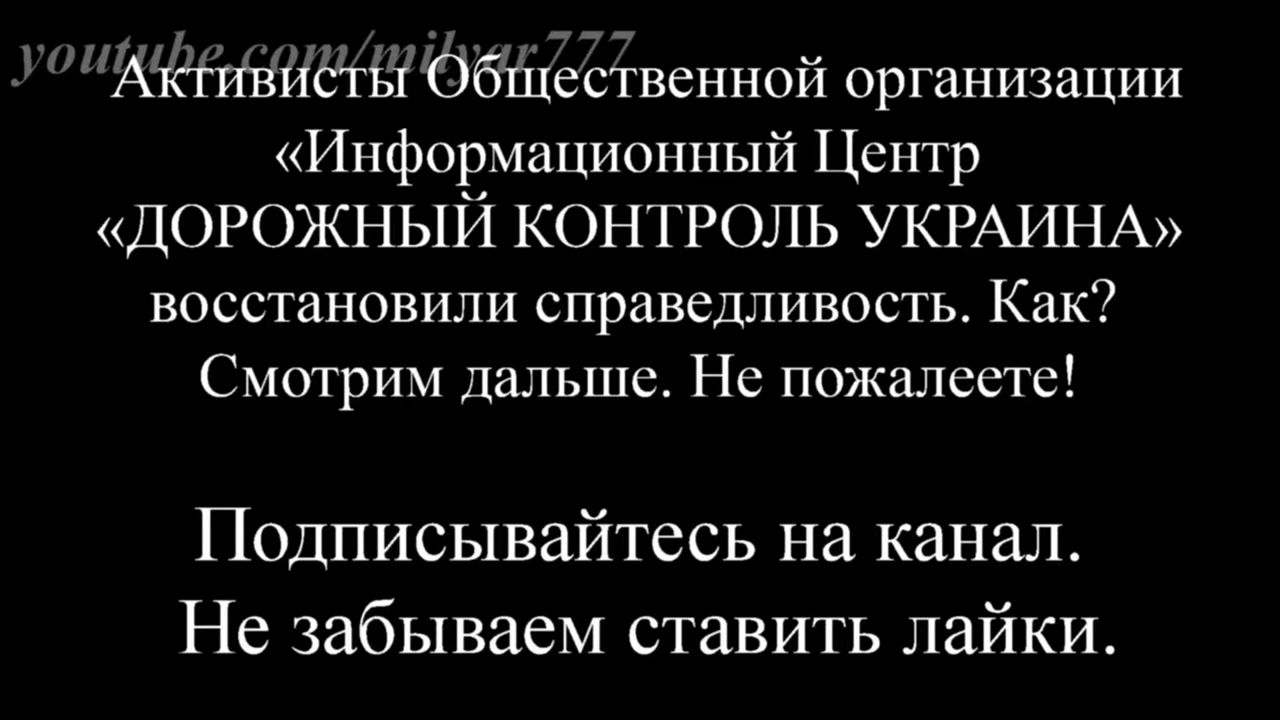 youtube.com/milyar777
Активисты Общественной организации
«Информационный Центр
«ДОРОЖНЫЙ КОНТРОЛЬ УКРАИНА»
восстановили справедливость. Как?
Смотрим дальше. Не пожалеете!
Подписывайтесь на канал.
Не забываем ставить лайки.